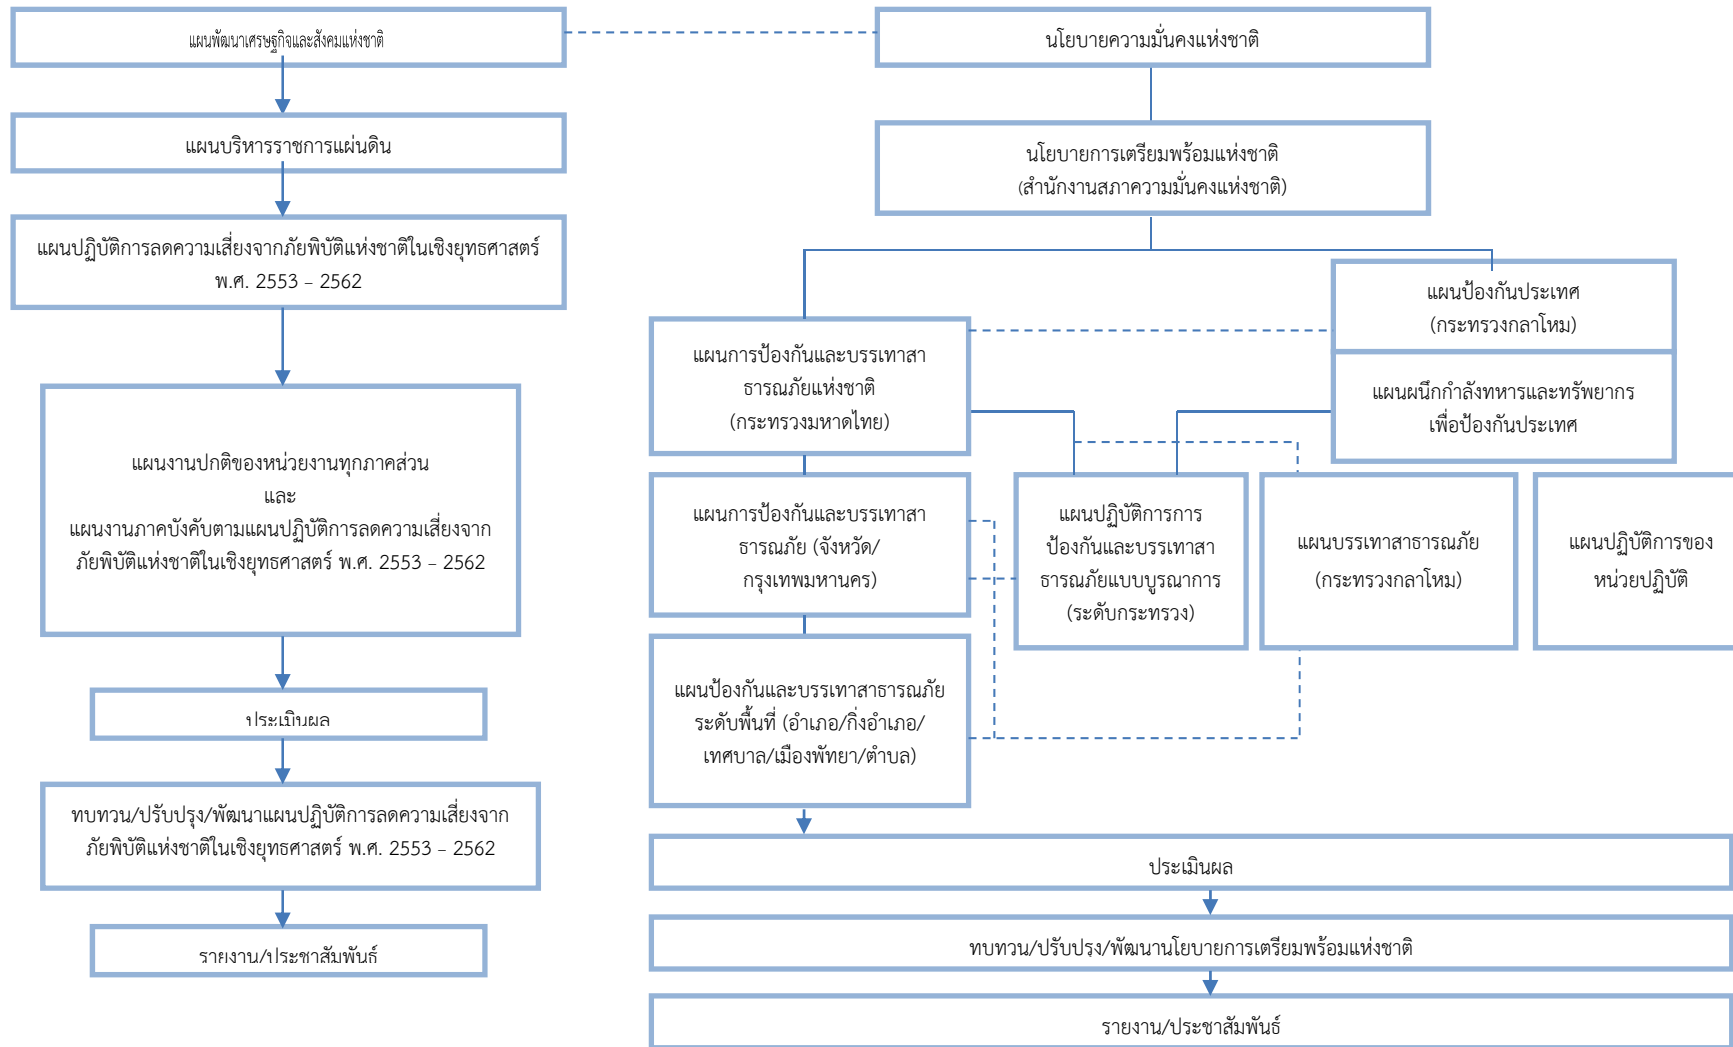 แผนพัฒนาเศรษฐกิจและสังคมแห่งชาติ
แผนบริหารราชการแผ่นดิน
แผนปฏิบัติการลดความเสี่ยงจากภัยพิบัติแห่งชาติในเชิงยุทธศาสตร์
พ.ศ. 2553 – 2562
แผนงานปกติของหน่วยงานทุกภาคส่วน
และ
แผนงานภาคบังคับตามแผนปฏิบัติการลดความเสี่ยงจาก
ภัยพิบัติแห่งชาติในเชิงยุทธศาสตร์ พ.ศ. 2553 – 2562
ประเมินผล
ทบทวน/ปรับปรุง/พัฒนาแผนปฏิบัติการลดความเสี่ยงจาก
ภัยพิบัติแห่งชาติในเชิงยุทธศาสตร์ พ.ศ. 2553 – 2562
รายงาน/ประชาสัมพันธ์
นโยบายความมั่นคงแห่งชาติ
นโยบายการเตรียมพร้อมแห่งชาติ
(สำนักงานสภาความมั่นคงแห่งชาติ)
แผนป้องกันประเทศ
(กระทรวงกลาโหม)
แผนผนึกกำลังทหารและทรัพยากร
เพื่อป้องกันประเทศ
แผนการป้องกันและบรรเทาสา
ธารณภัยแห่งชาติ
(กระทรวงมหาดไทย)
แผนการป้องกันและบรรเทาสา
ธารณภัย (จังหวัด/
กรุงเทพมหานคร)
แผนปฏิบัติการการ
ป้องกันและบรรเทาสา
ธารณภัยแบบบูรณาการ
(ระดับกระทรวง)
แผนบรรเทาสาธารณภัย
(กระทรวงกลาโหม)
แผนปฏิบัติการของ
หน่วยปฏิบัติ
แผนป้องกันและบรรเทาสาธารณภัย
ระดับพื้นที่ (อำเภอ/กิ่งอำเภอ/
เทศบาล/เมืองพัทยา/ตำบล)
ประเมินผล
ทบทวน/ปรับปรุง/พัฒนานโยบายการเตรียมพร้อมแห่งชาติ
รายงาน/ประชาสัมพันธ์